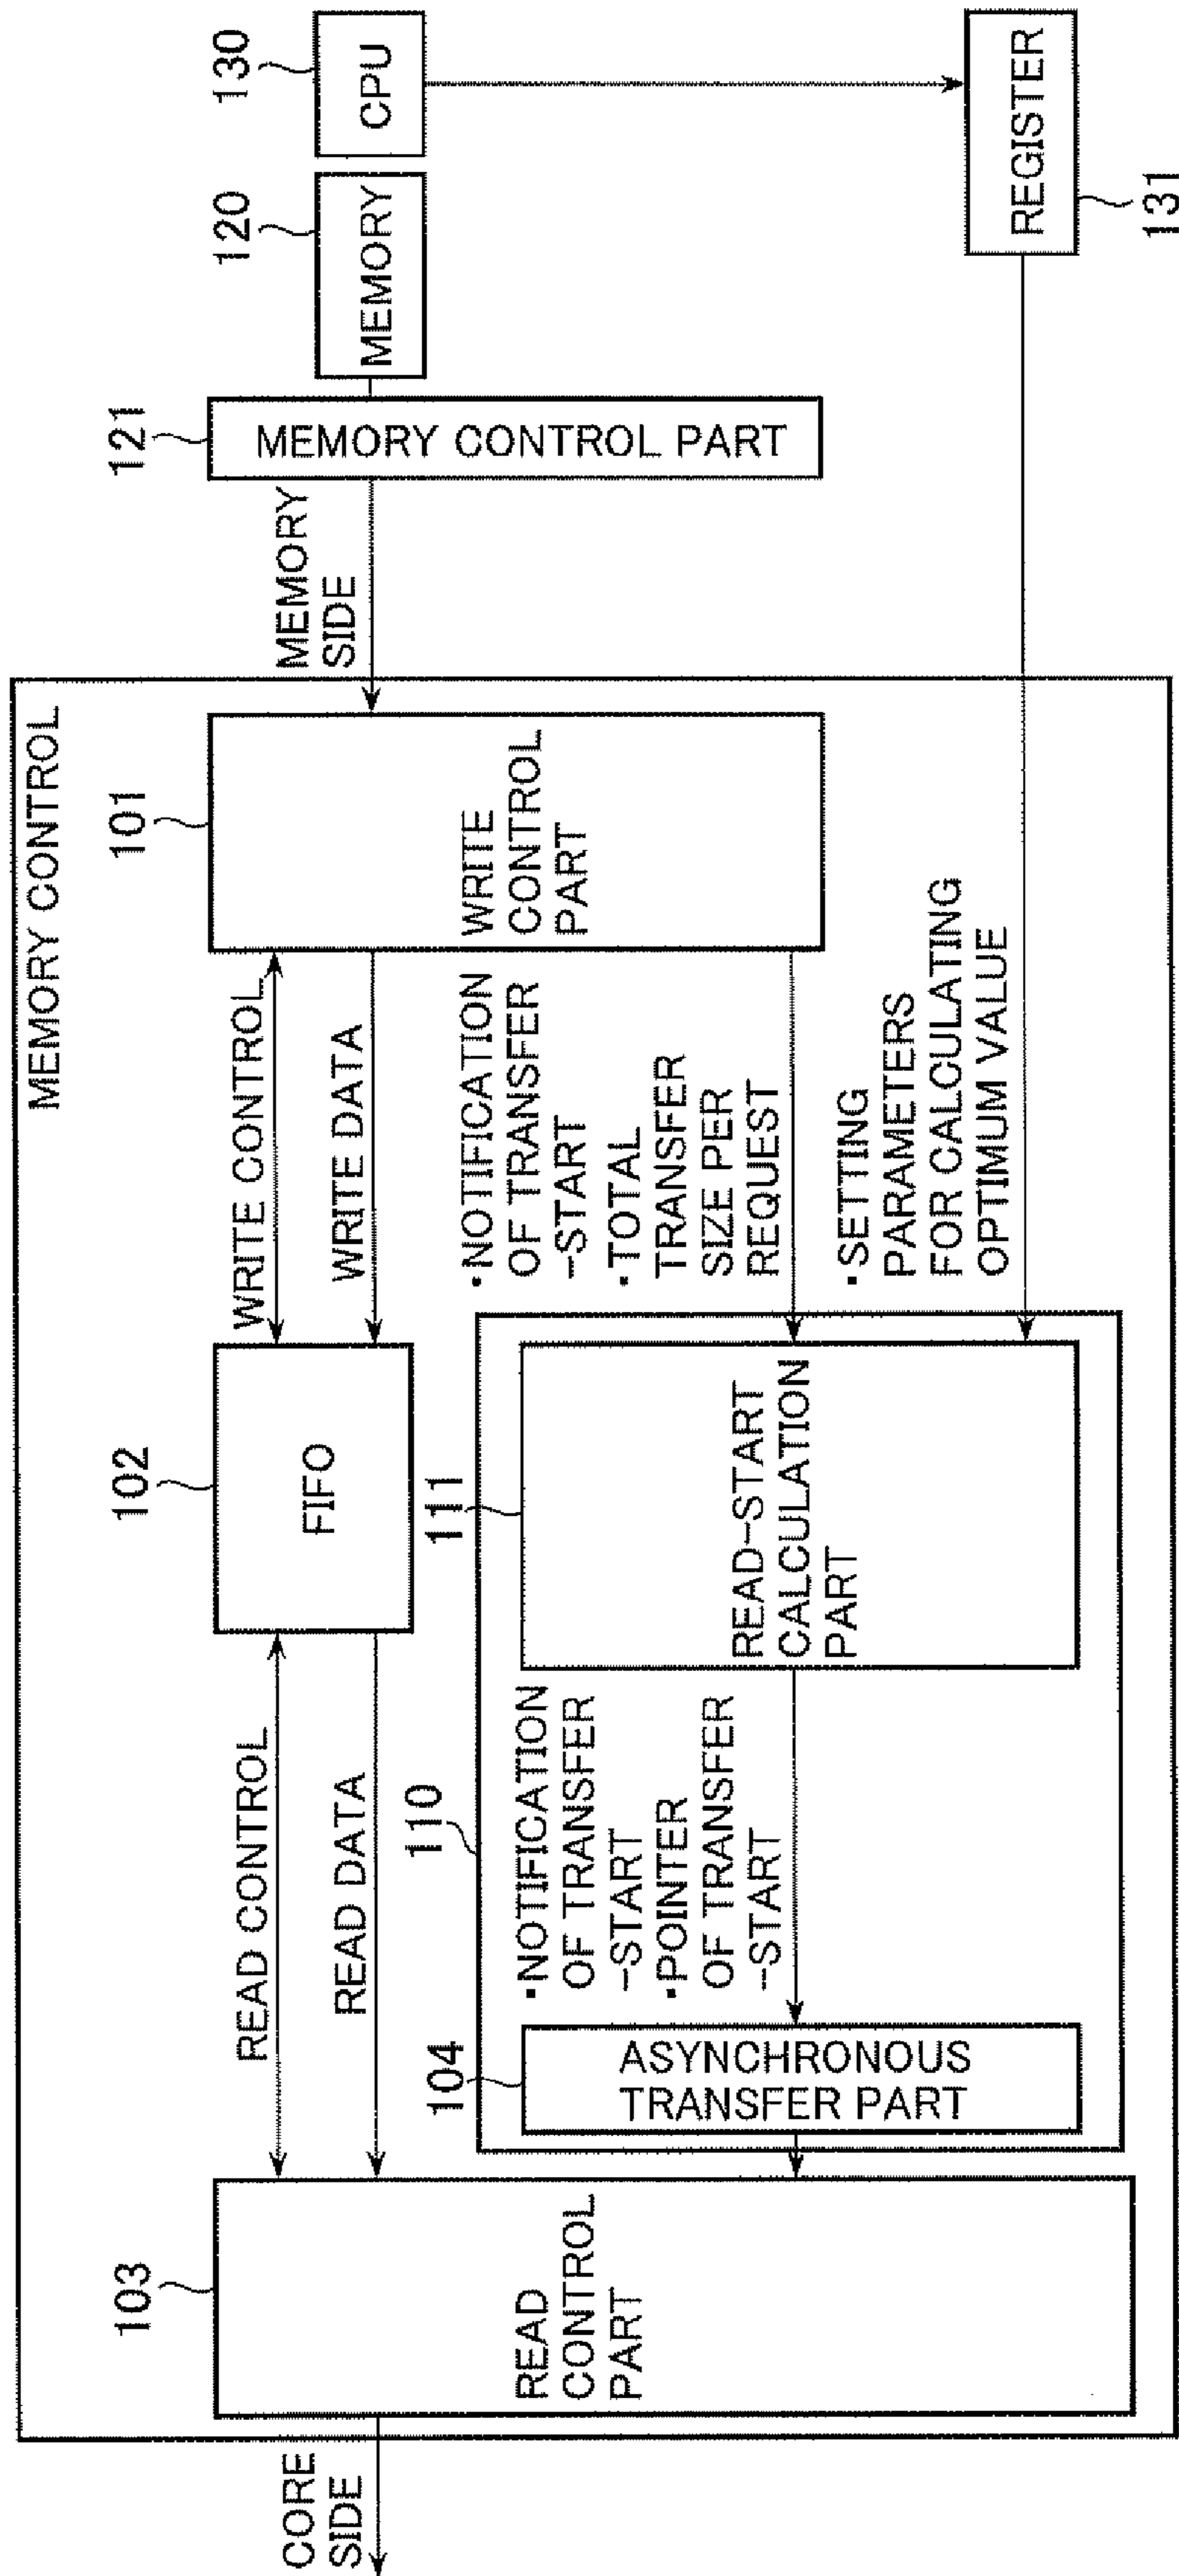 MEMORY CONTROL
CORE
SIDE
103
READ
CONTROL
PART
READ CONTROL
READ DATA
102
FIFO
WRITE CONTROL
WRITE DATA
101
WRITE
CONTROL
PART
MEMORY
SIDE
121
MEMORY CONTROL PART
120
MEMORY
130
CPU
110
104
ASYNCHRONOUS
TRANSFER PART
・NOTIFICATION
OF TRANSFER
-START
・POINTER
OF TRANSFER
-START
111
READ-START
CALCULATION
PART
・NOTIFICATION
OF TRANSFER
-START
・TOTAL
TRANSFER
SIZE PER
REQUEST
・SETTING
PARAMETERS
FOR CALCULATING
OPTIMUM VALUE
REGISTER
131